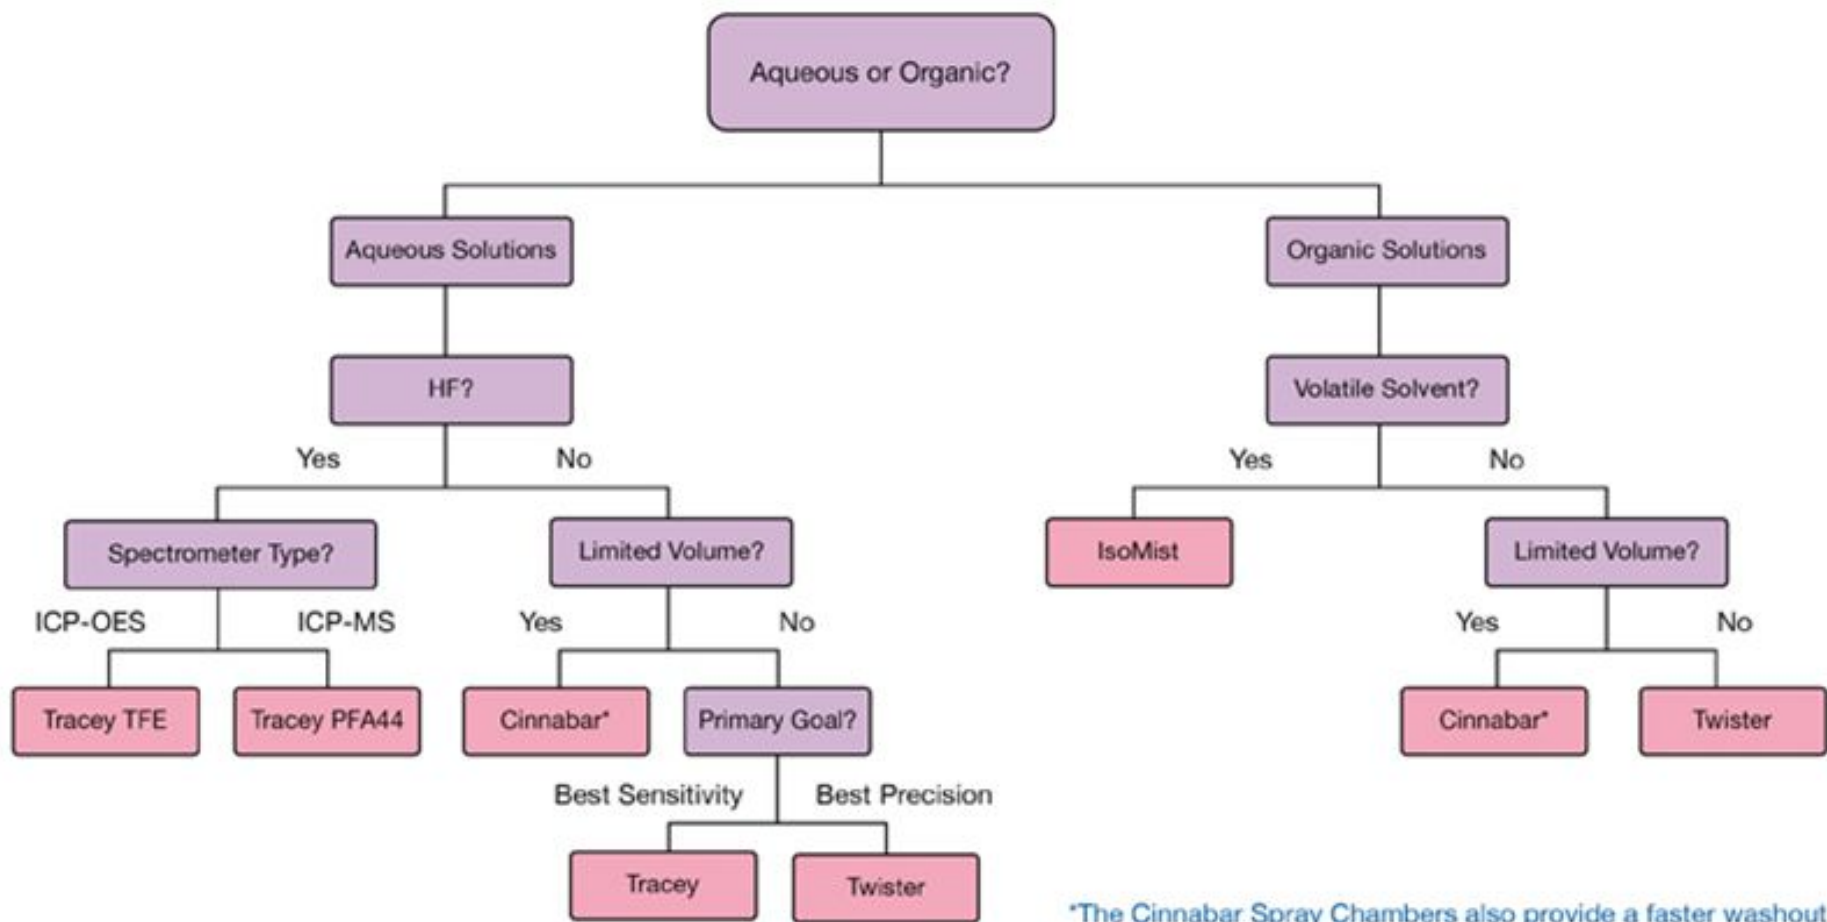 Aqueous or Organic?
Aqueous Solutions
Organic Solutions
HF?
Volatile Solvent?
Yes
No
Yes
No
Spectrometer Type?
Limited Volume?
IsoMist
Limited Volume?
ICP-OES
ICP-MS
Yes
No
Yes
No
Tracey TFE
Tracey PFA44
Cinnabar*
Primary Goal?
Cinnabar*
Twister
Best Sensitivity
Best Precision
Tracey
Twister
*The Cinnabar Spray Chambers also provide a faster washout